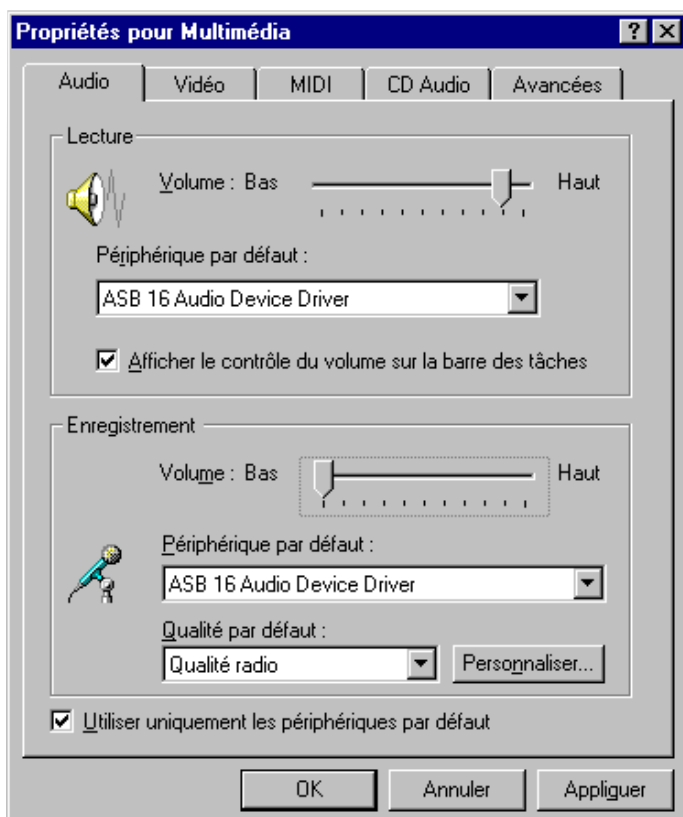 Propriétés pour Multimédia
Audio Vidéo MIDI CD Audio Avancées
Lecture
Volume : Bas Haut
Périphérique par défaut :
ASB 16 Audio Device Driver
Afficher le contrôle du volume sur la barre des tâches
Enregistrement
Volume : Bas Haut
Périphérique par défaut :
ASB 16 Audio Device Driver
Qualité par défaut :
Qualité radio Personnaliser...
Utiliser uniquement les périphériques par défaut
OK Annuler Appliquer